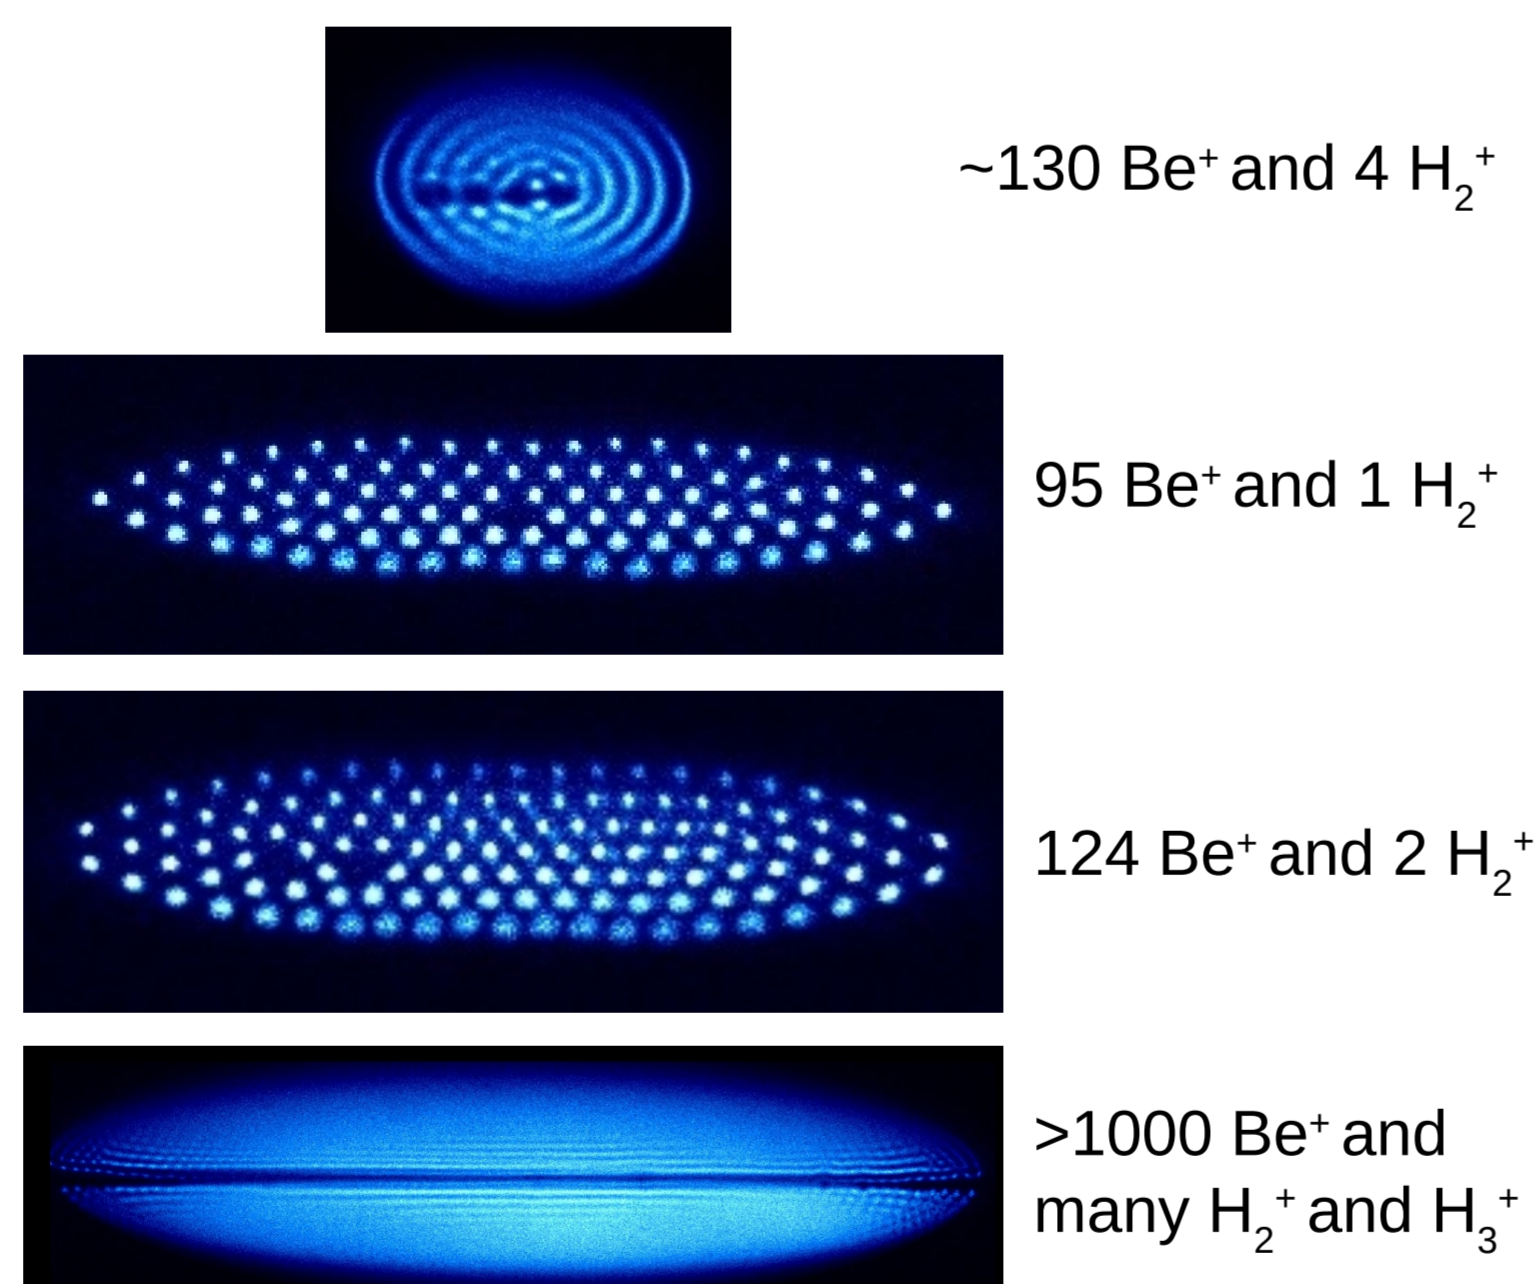 ~130 Be⁺ and 4 H₂⁺
95 Be⁺ and 1 H₂⁺
124 Be⁺ and 2 H₂⁺
>1000 Be⁺ and
many H₂⁺ and H₃⁺